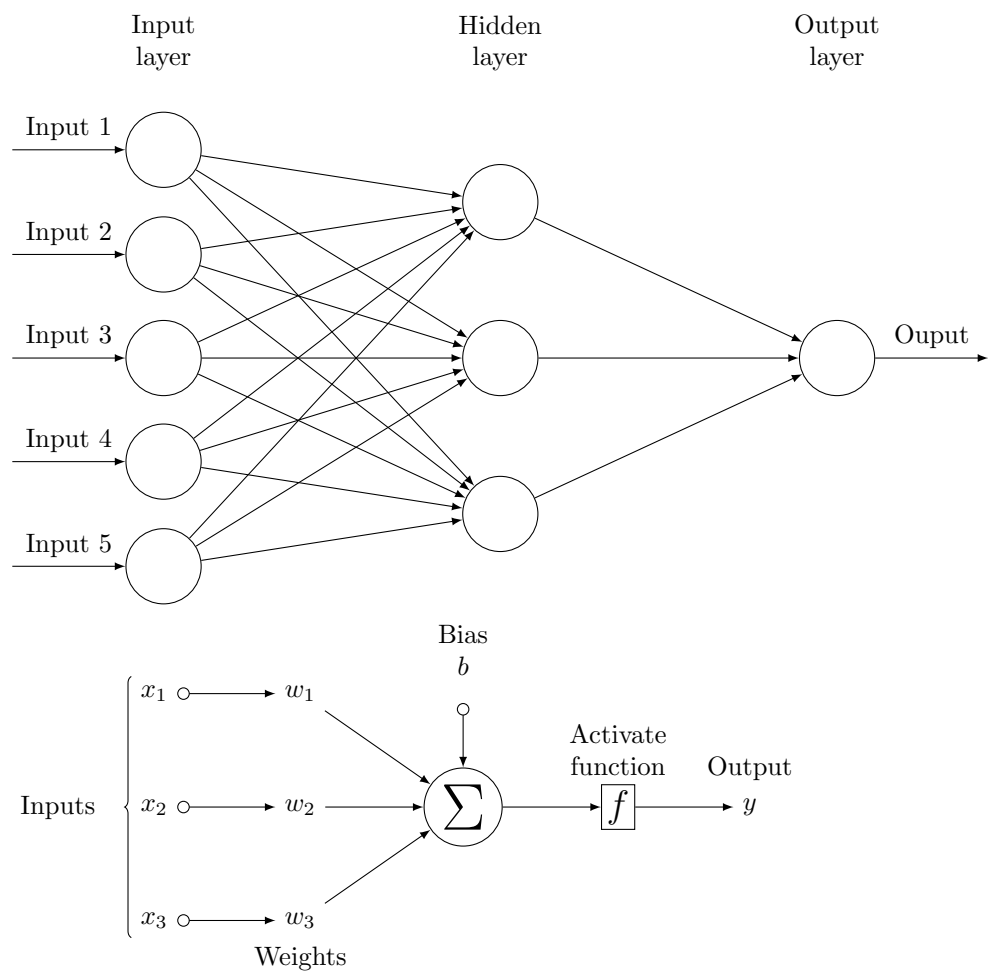 Input
layer
Hidden
layer
Output
layer
Input 1
Input 2
Input 3
Ouput
Input 4
Input 5
Bias
b
x₁
w₁
Activate
function
Output
Inputs
x₂
w₂
Σ
f
y
x₃
w₃
Weights